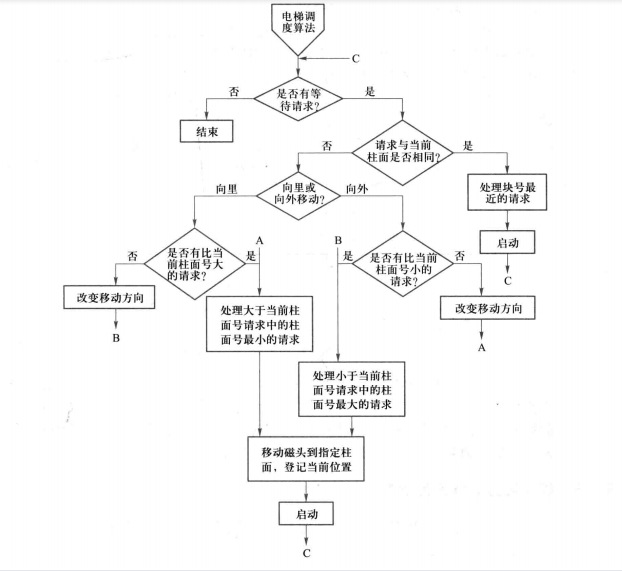 电梯调
度算法
C
是否有等
待请求?
否
是
结束
请求与当前
柱面是否相同?
否
是
处理块号最
近的请求
启动
C
向里或
向外移动?
向里
向外
是否有比当
前柱面号大
的请求?
否
是
A
改变移动方向
B
处理大于当前柱
面号请求中的柱
面号最小的请求
B
是否有比当前
柱面号小的
请求?
是
否
改变移动方向
A
处理小于当前柱
面号请求中的柱
面号最大的请求
移动磁头到指定柱
面，登记当前位置
启动
C